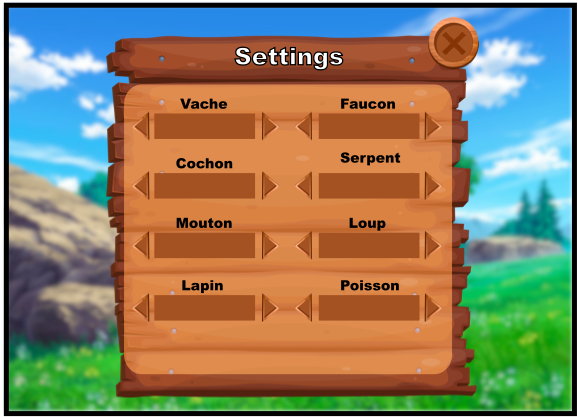 Settings
Vache
Faucon
Cochon
Serpent
Mouton
Loup
Lapin
Poisson